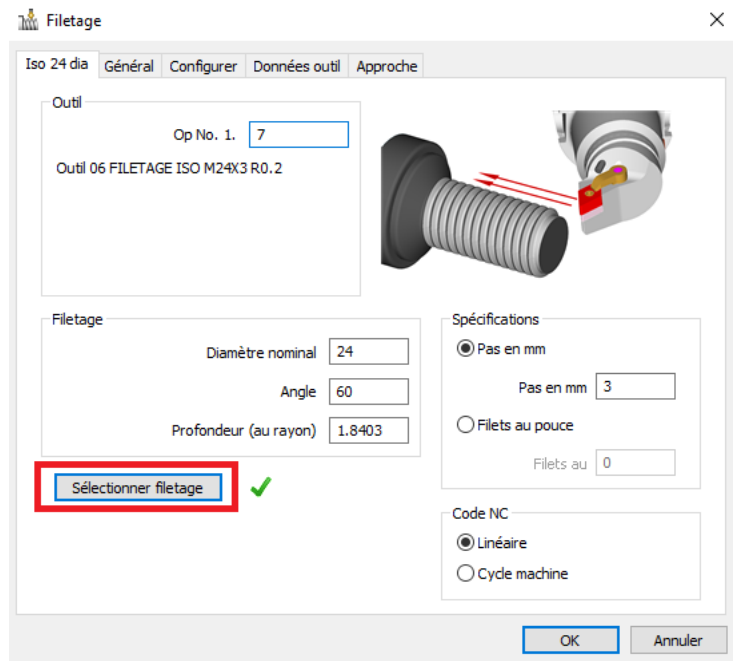 Filetage
Iso 24 dia
Général
Configurer
Données outil
Approche
Outil
Op No. 1. 7
Outil 06 FILETAGE ISO M24X3 R0.2
Filetage
Diamètre nominal 24
Angle 60
Profondeur (au rayon) 1.8403
Sélectionner filetage
Spécifications
Pas en mm
Pas en mm 3
Filets au pouce
Filets au 0
Code NC
Linéaire
Cycle machine
OK
Annuler